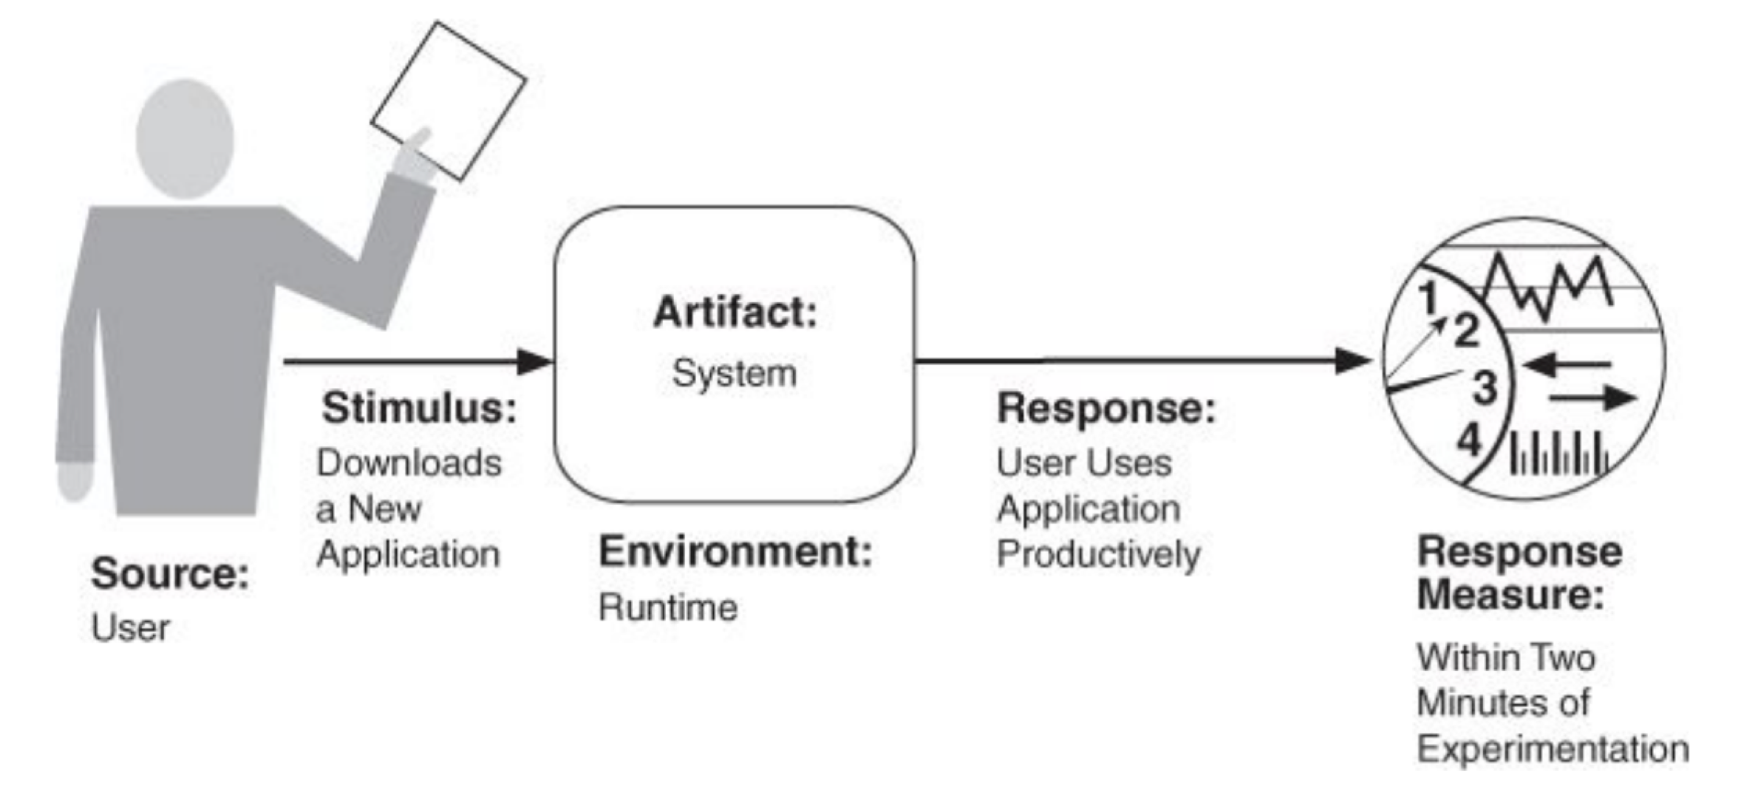 Source:
User
Stimulus:
Downloads
a New
Application
Artifact:
System
Environment:
Runtime
Response:
User Uses
Application
Productively
1
2
3
4
Response
Measure:
Within Two
Minutes of
Experimentation